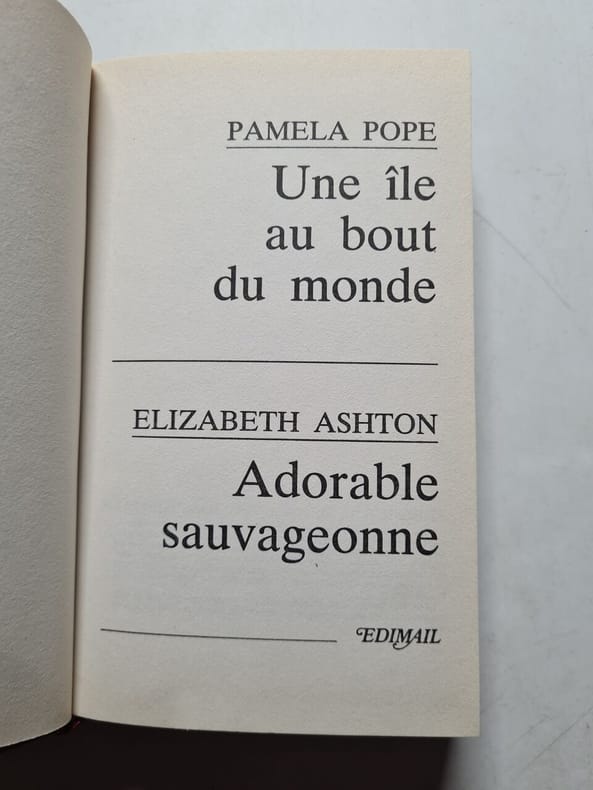 PAMELA POPE
Une île
au bout
du monde
ELIZABETH ASHTON
Adorable
sauvageonne
EDIMAIL